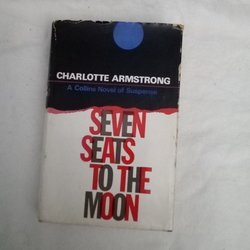 CHARLOTTE ARMSTRONG
A Collins Novel of Suspense
SEVEN
SEATS
TO THE
MOON